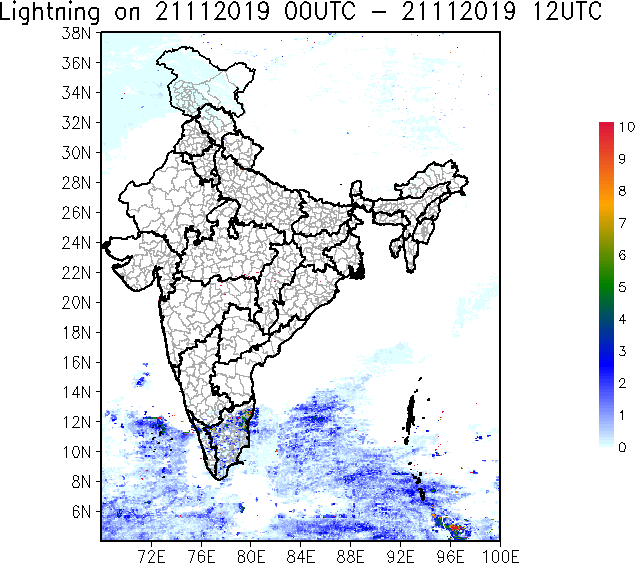 Lightning on 21112019 00UTC – 21112019 12UTC
38N
36N
34N
32N
30N
28N
26N
24N
22N
20N
18N
16N
14N
12N
10N
8N
6N
72E 76E 80E 84E 88E 92E 96E 100E
10
9
8
7
6
5
4
3
2
1
0